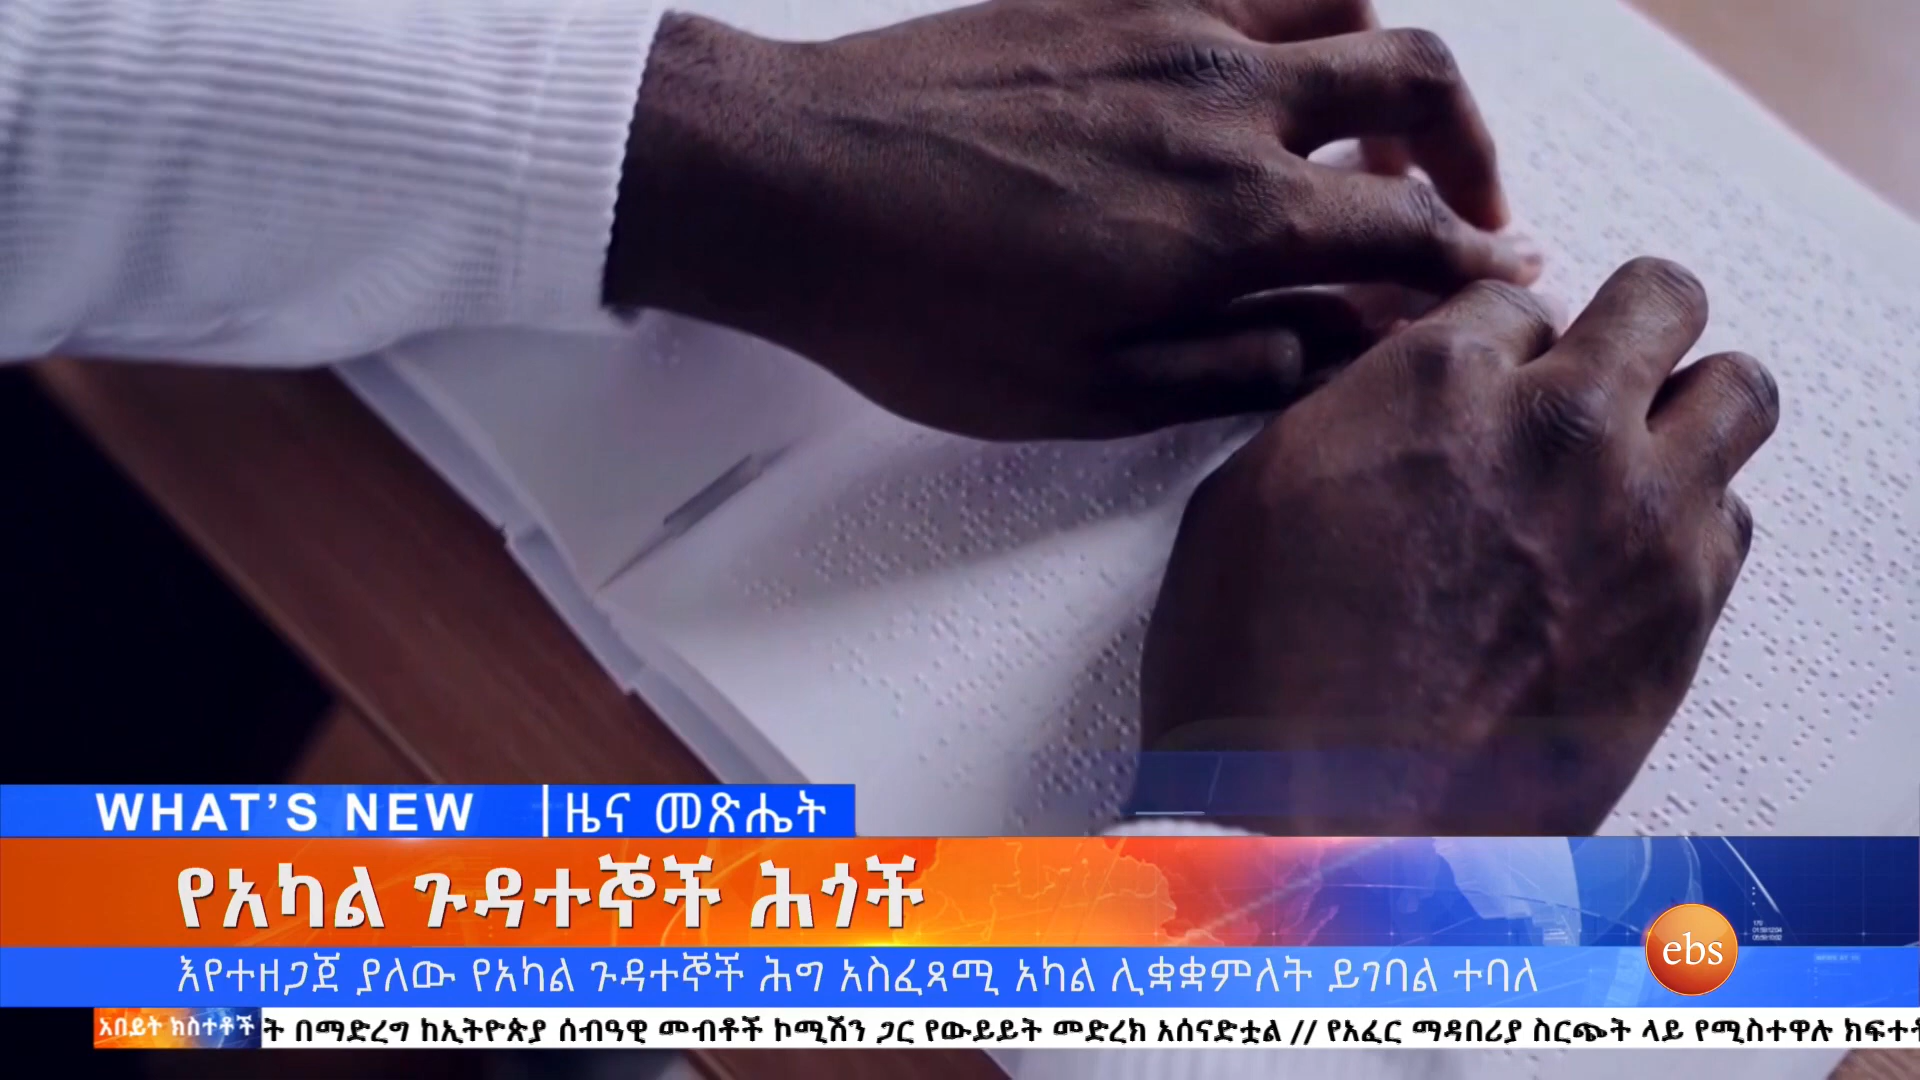 WHAT'S NEW | ዜና መጽሔት
የአካል ጉዳተኞች ሕጎች
እየተዘጋጀ ያለው የአካል ጉዳተኞች ሕግ አስፈጻሚ አካል ሊቋቋምለት ይገባል ተባለ
ebs
አበይት ክስተቶች ት በማድረግ ከኢትዮጵያ ሰብዓዊ መብቶች ኮሚሽን ጋር የውይይት መድረክ አሰናድቷል // የአፈር ማዳበሪያ ስርጭት ላይ የሚስተዋሉ